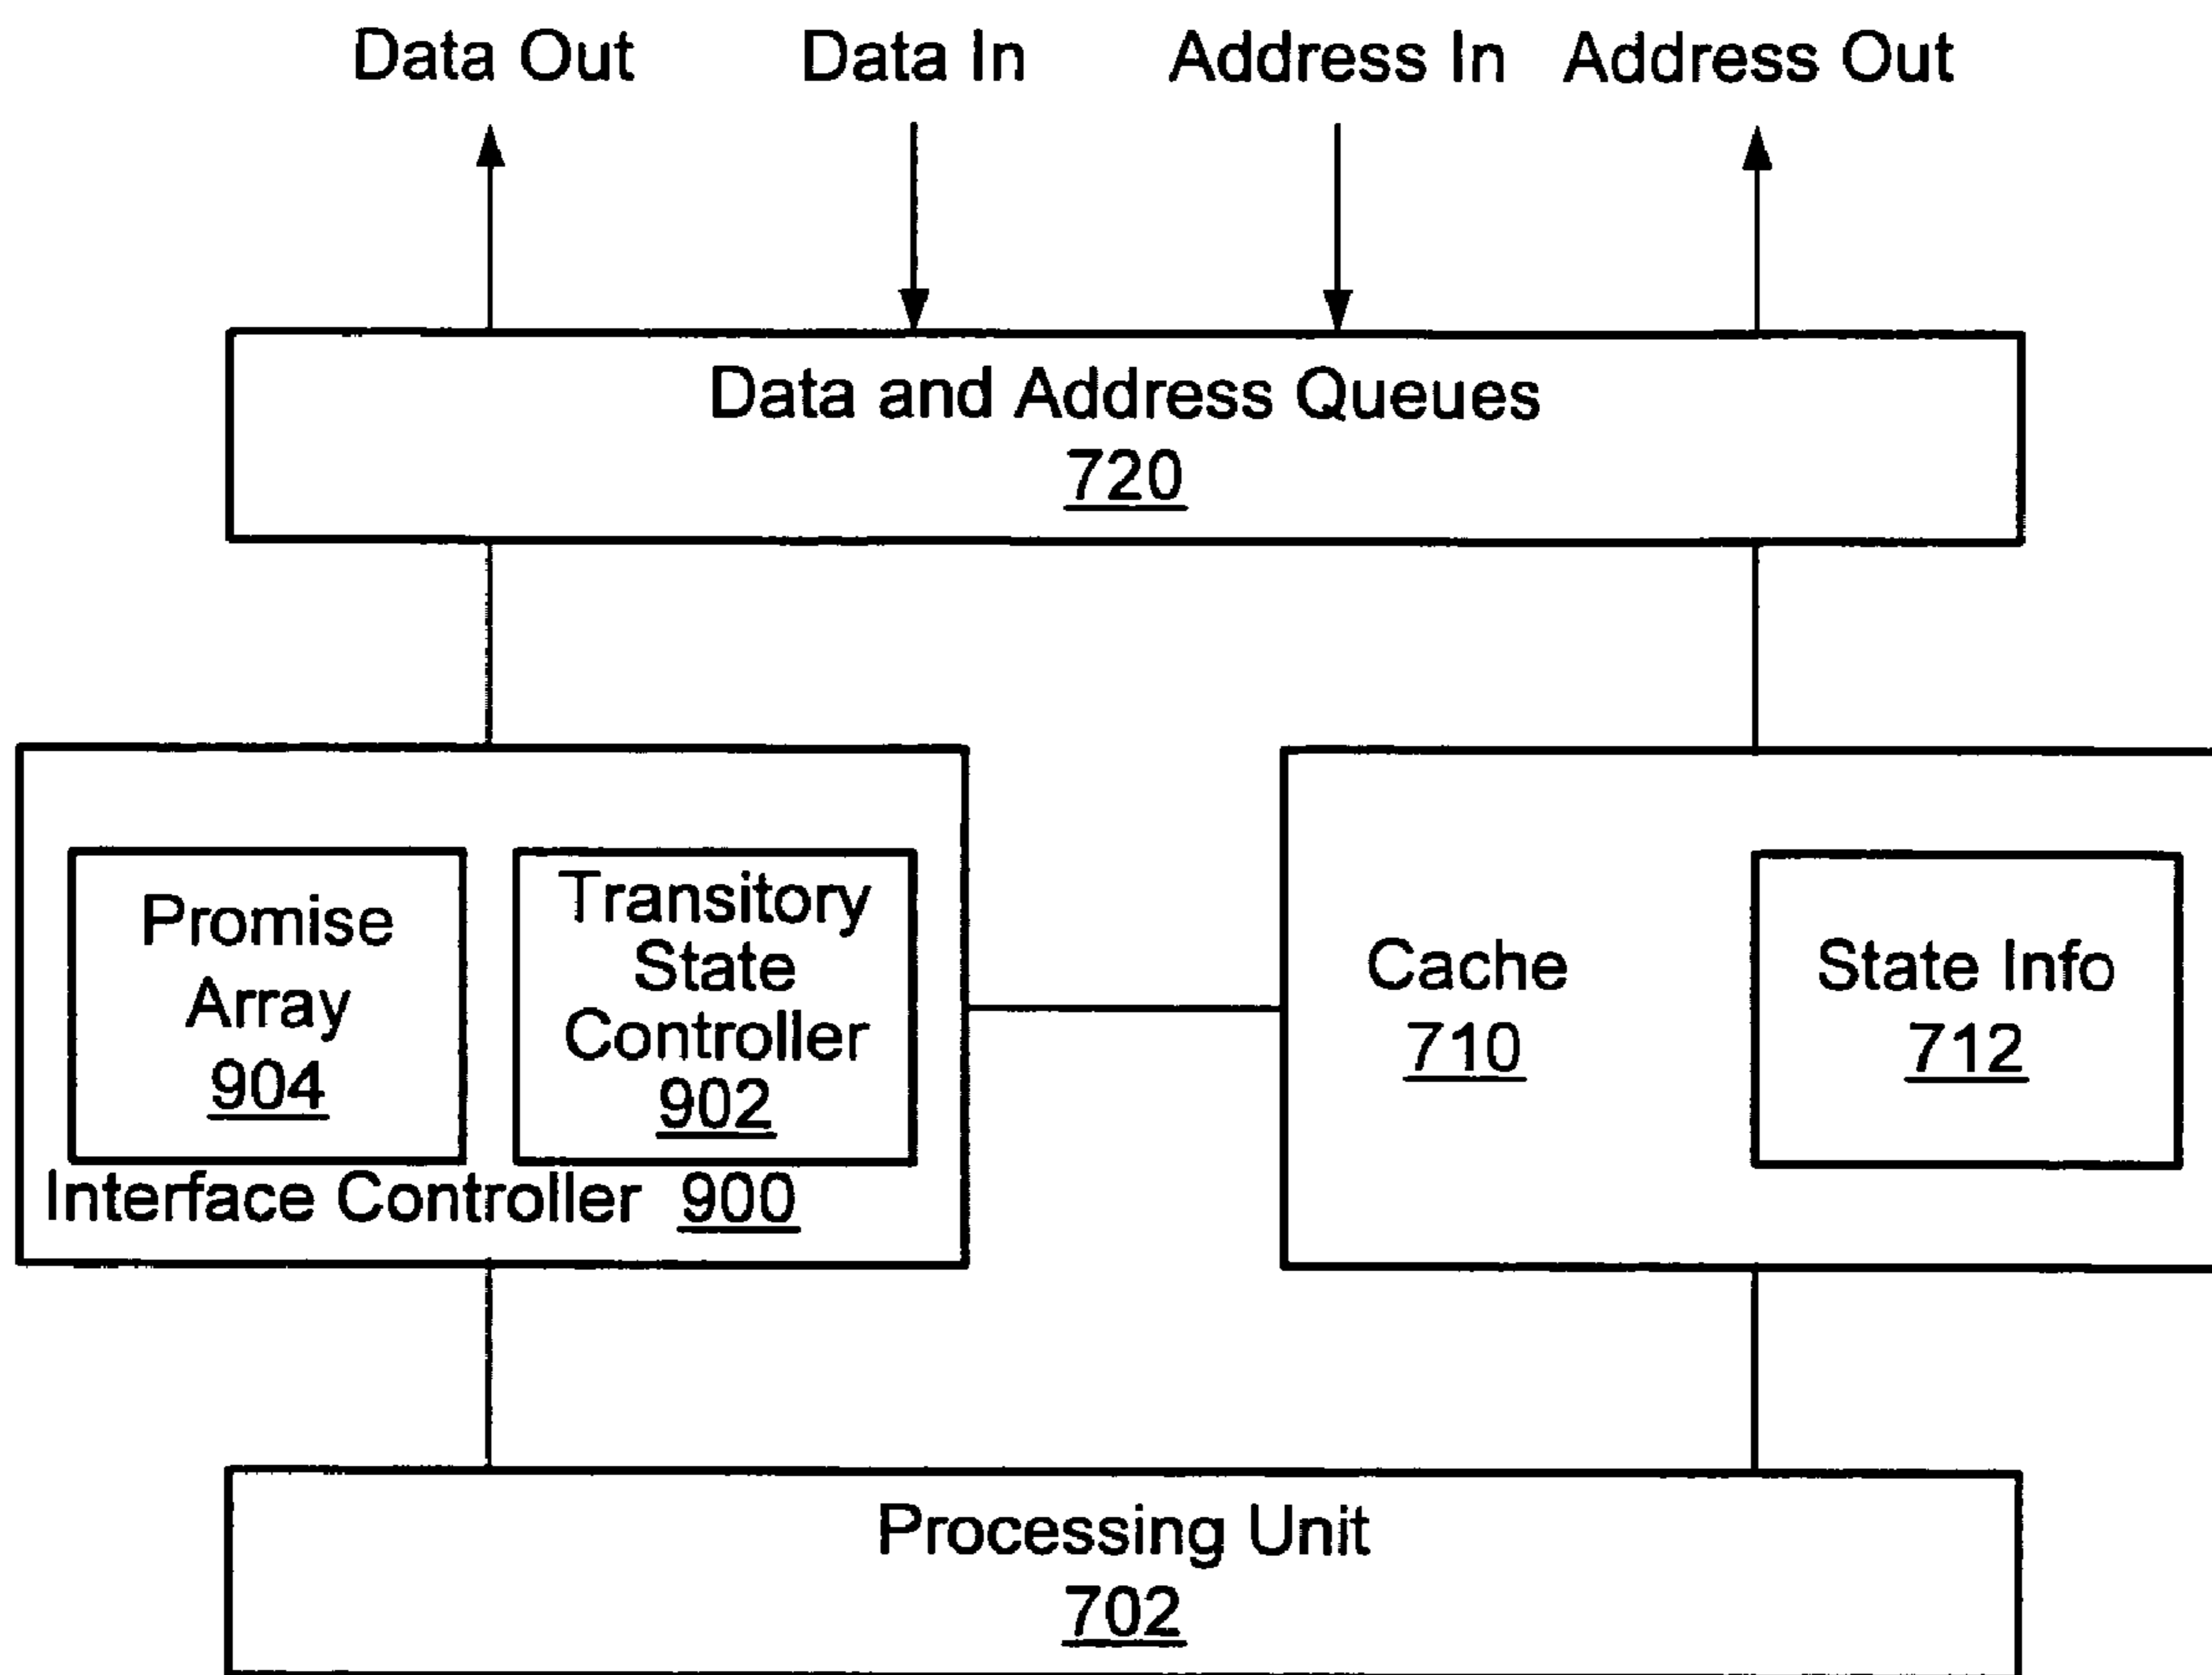 Data Out
Data In
Address In
Address Out
Data and Address Queues
720
Promise
Array
904
Transitory
State
Controller
902
Interface Controller 900
Cache
710
State Info
712
Processing Unit
702